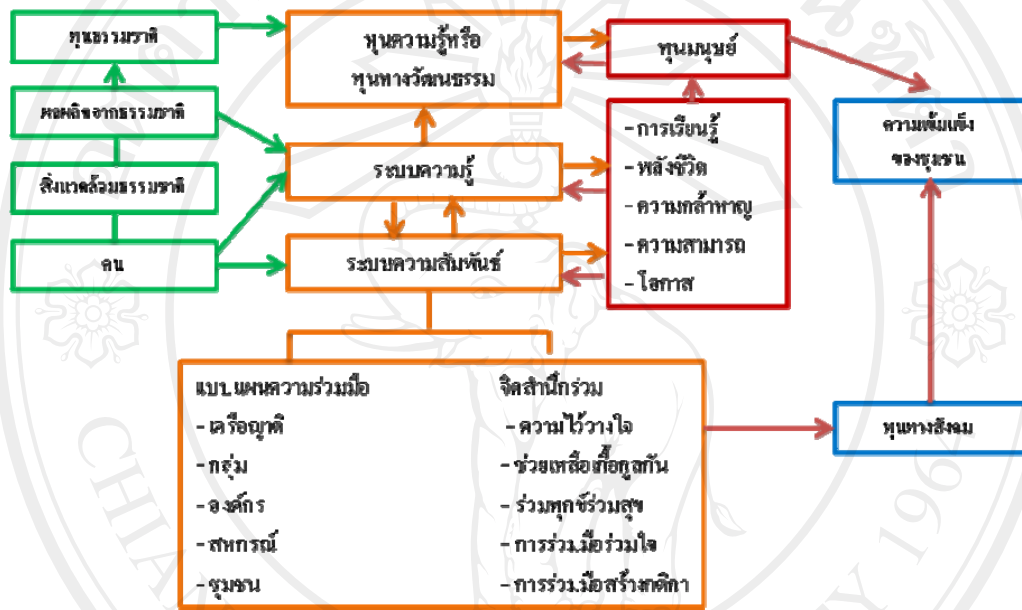 ทุนธรรมชาติ
ผลผลิตจากธรรมชาติ
สิ่งแวดล้อมธรรมชาติ
คน
ทุนความรู้หรือ
ทุนทางวัฒนธรรม
ระบบความรู้
ระบบความสัมพันธ์
ทุนมนุษย์
- การเรียนรู้
- พลังชีวิต
- ความกล้าหาญ
- ความสามารถ
- โอกาส
ความเข้มแข็ง
ของชุมชน
แบบแผนความร่วมมือ
- เครือญาติ
- กลุ่ม
- องค์กร
- สหกรณ์
- ชุมชน
จิตสำนึกร่วม
- ความไว้วางใจ
- ช่วยเหลือเกื้อกูลกัน
- ร่วมทุกข์ร่วมสุข
- การร่วมมือร่วมใจ
- การร่วมมือสร้างกติกา
ทุนทางสังคม